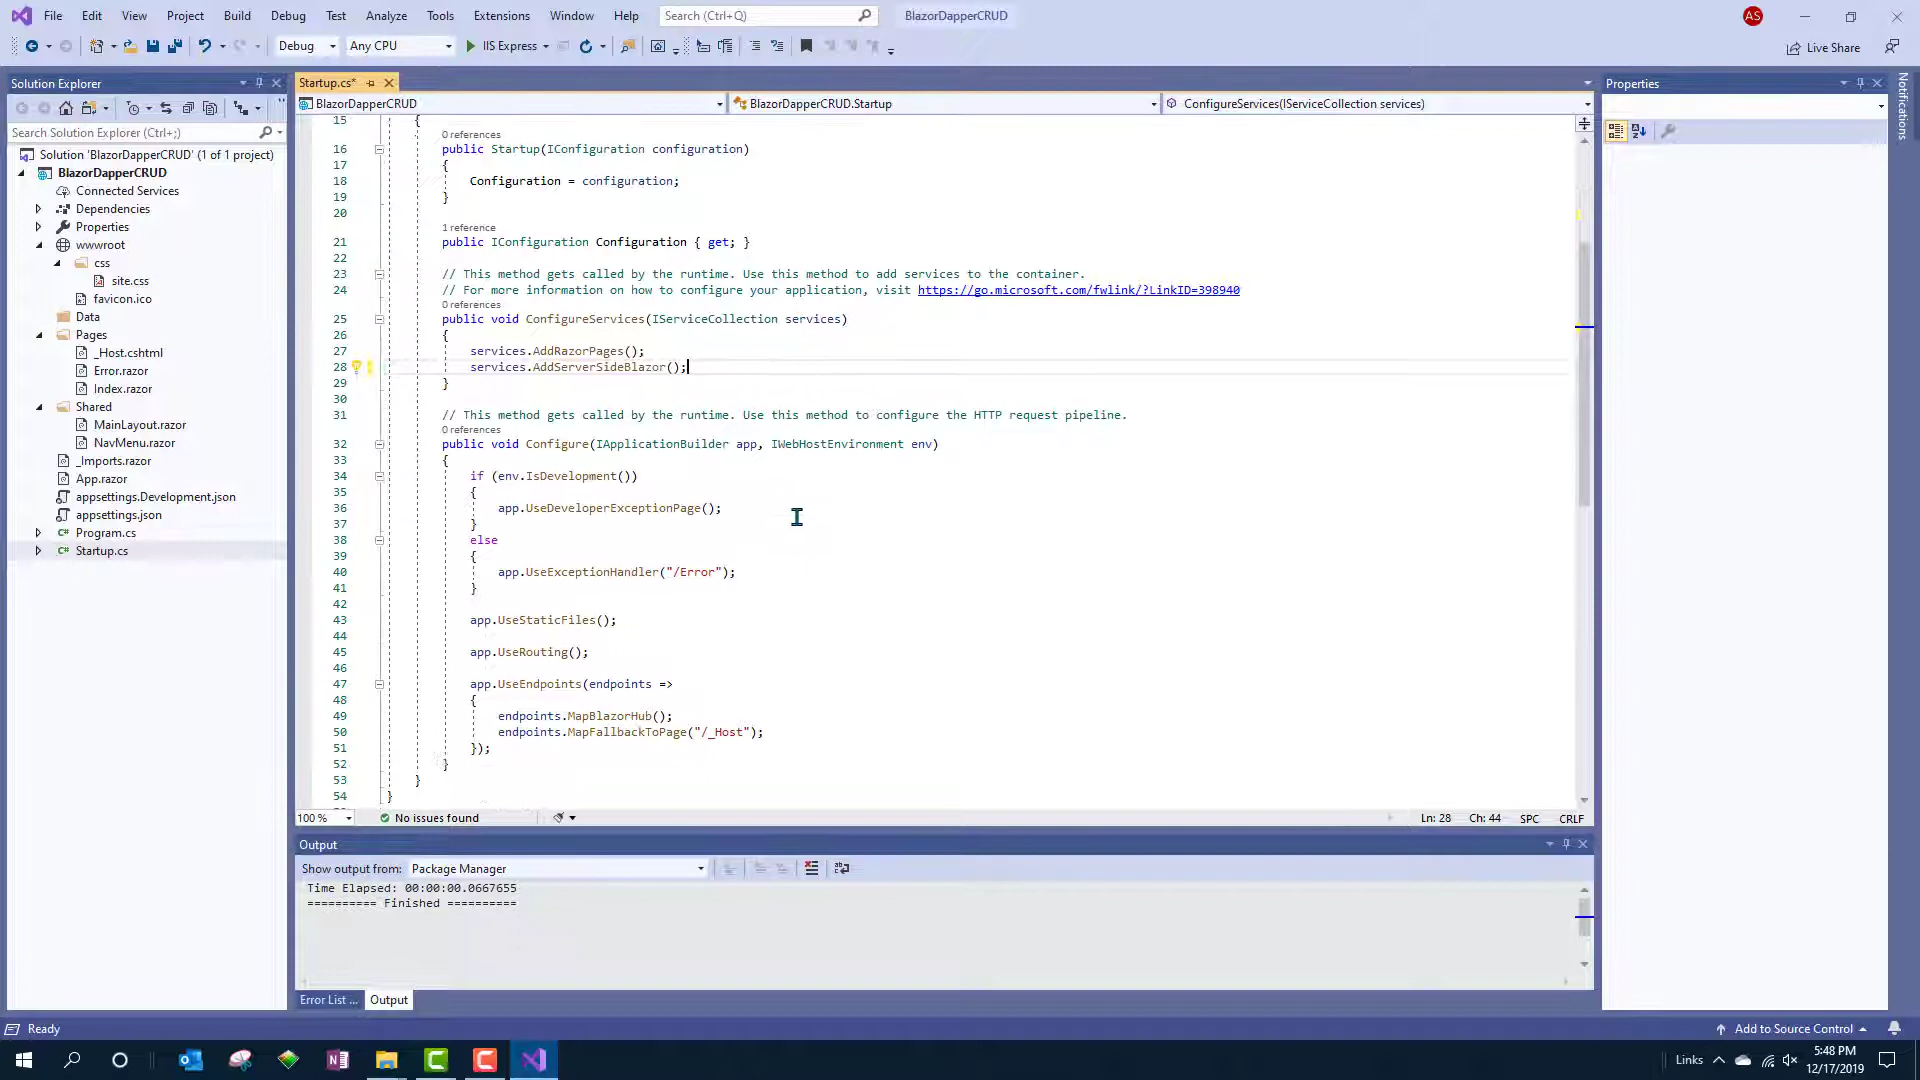 File Edit View Project Build Debug Test Analyze Tools Extensions Window Help Search (Ctrl+Q) BlazorDapperCRUD AS
Debug Any CPU IIS Express Live Share
Solution Explorer
Search Solution Explorer (Ctrl+;)
Solution 'BlazorDapperCRUD' (1 of 1 project)
BlazorDapperCRUD
Connected Services
Dependencies
Properties
wwwroot
css
site.css
favicon.ico
Data
Pages
_Host.cshtml
Error.razor
Index.razor
Shared
MainLayout.razor
NavMenu.razor
_Imports.razor
App.razor
appsettings.Development.json
appsettings.json
Program.cs
Startup.cs
Startup.cs*
BlazorDapperCRUD BlazorDapperCRUD.Startup ConfigureServices(IServiceCollection services)
15 {
0 references
16 public Startup(IConfiguration configuration)
17 {
18 Configuration = configuration;
19 }
20
1 reference
21 public IConfiguration Configuration { get; }
22
23 // This method gets called by the runtime. Use this method to add services to the container.
24 // For more information on how to configure your application, visit https://go.microsoft.com/fwlink/?LinkID=398940
0 references
25 public void ConfigureServices(IServiceCollection services)
26 {
27 services.AddRazorPages();
28 services.AddServerSideBlazor();
29 }
30
31 // This method gets called by the runtime. Use this method to configure the HTTP request pipeline.
0 references
32 public void Configure(IApplicationBuilder app, IWebHostEnvironment env)
33 {
34 if (env.IsDevelopment())
35 {
36 app.UseDeveloperExceptionPage();
37 }
38 else
39 {
40 app.UseExceptionHandler("/Error");
41 }
42
43 app.UseStaticFiles();
44
45 app.UseRouting();
46
47 app.UseEndpoints(endpoints =>
48 {
49 endpoints.MapBlazorHub();
50 endpoints.MapFallbackToPage("/_Host");
51 });
52 }
53 }
54 }
100 % No issues found Ln: 28 Ch: 44 SPC CRLF
Output
Show output from: Package Manager
Time Elapsed: 00:00:00.0667655
========== Finished ==========
Error List ... Output
Properties
Notifications
Ready Add to Source Control
Links 5:48 PM
12/17/2019